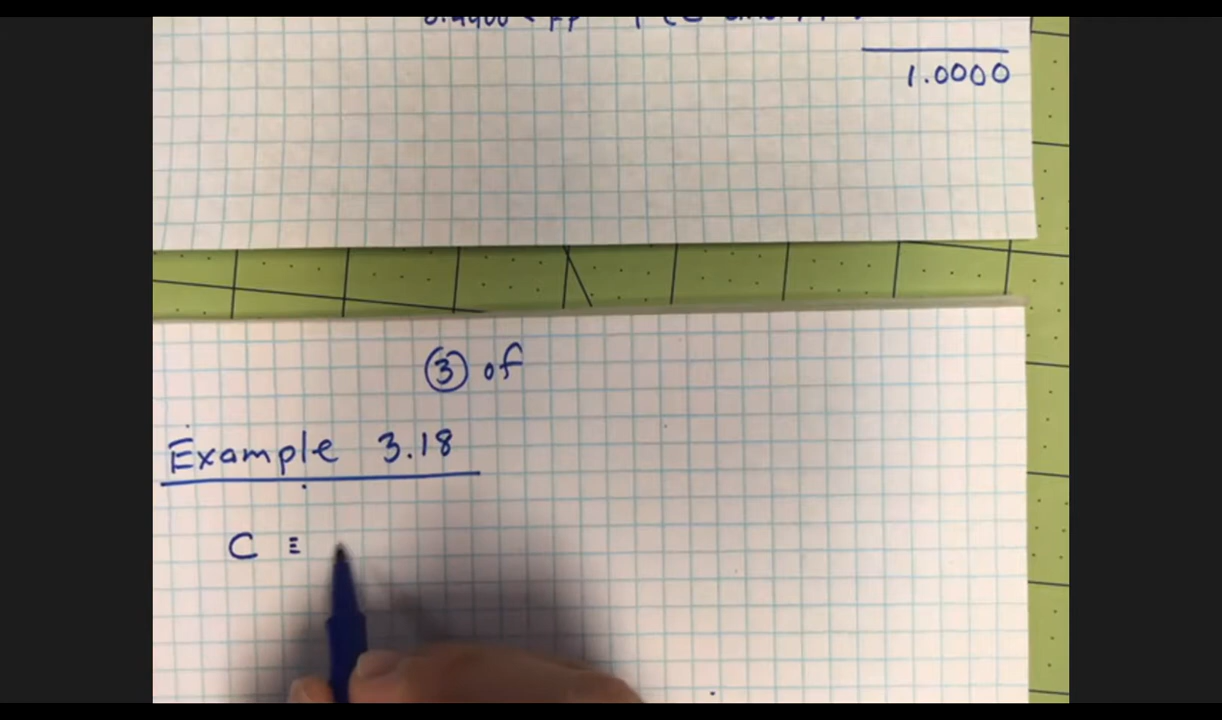 1.0000
③ of
Example 3.18
C ≡